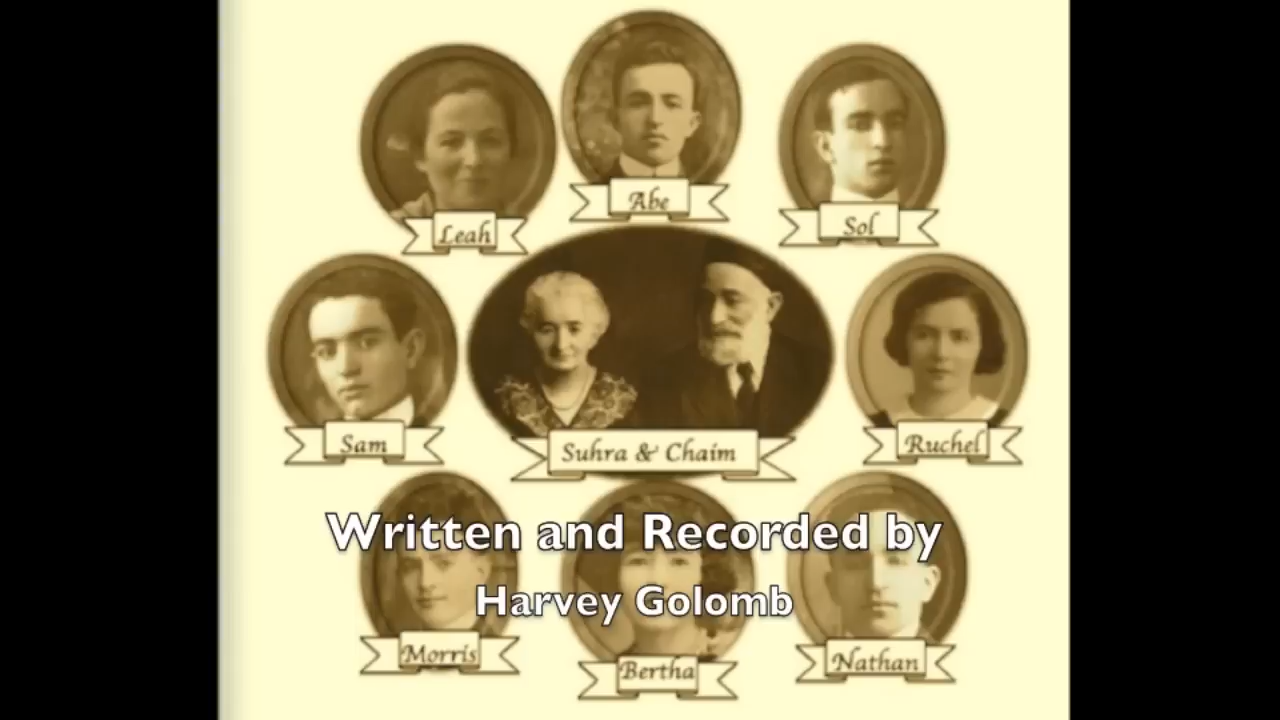 Leah
Abe
Sol
Sam
Suhra & Chaim
Ruchel
Written and Recorded by
Harvey Golomb
Morris
Bertha
Nathan